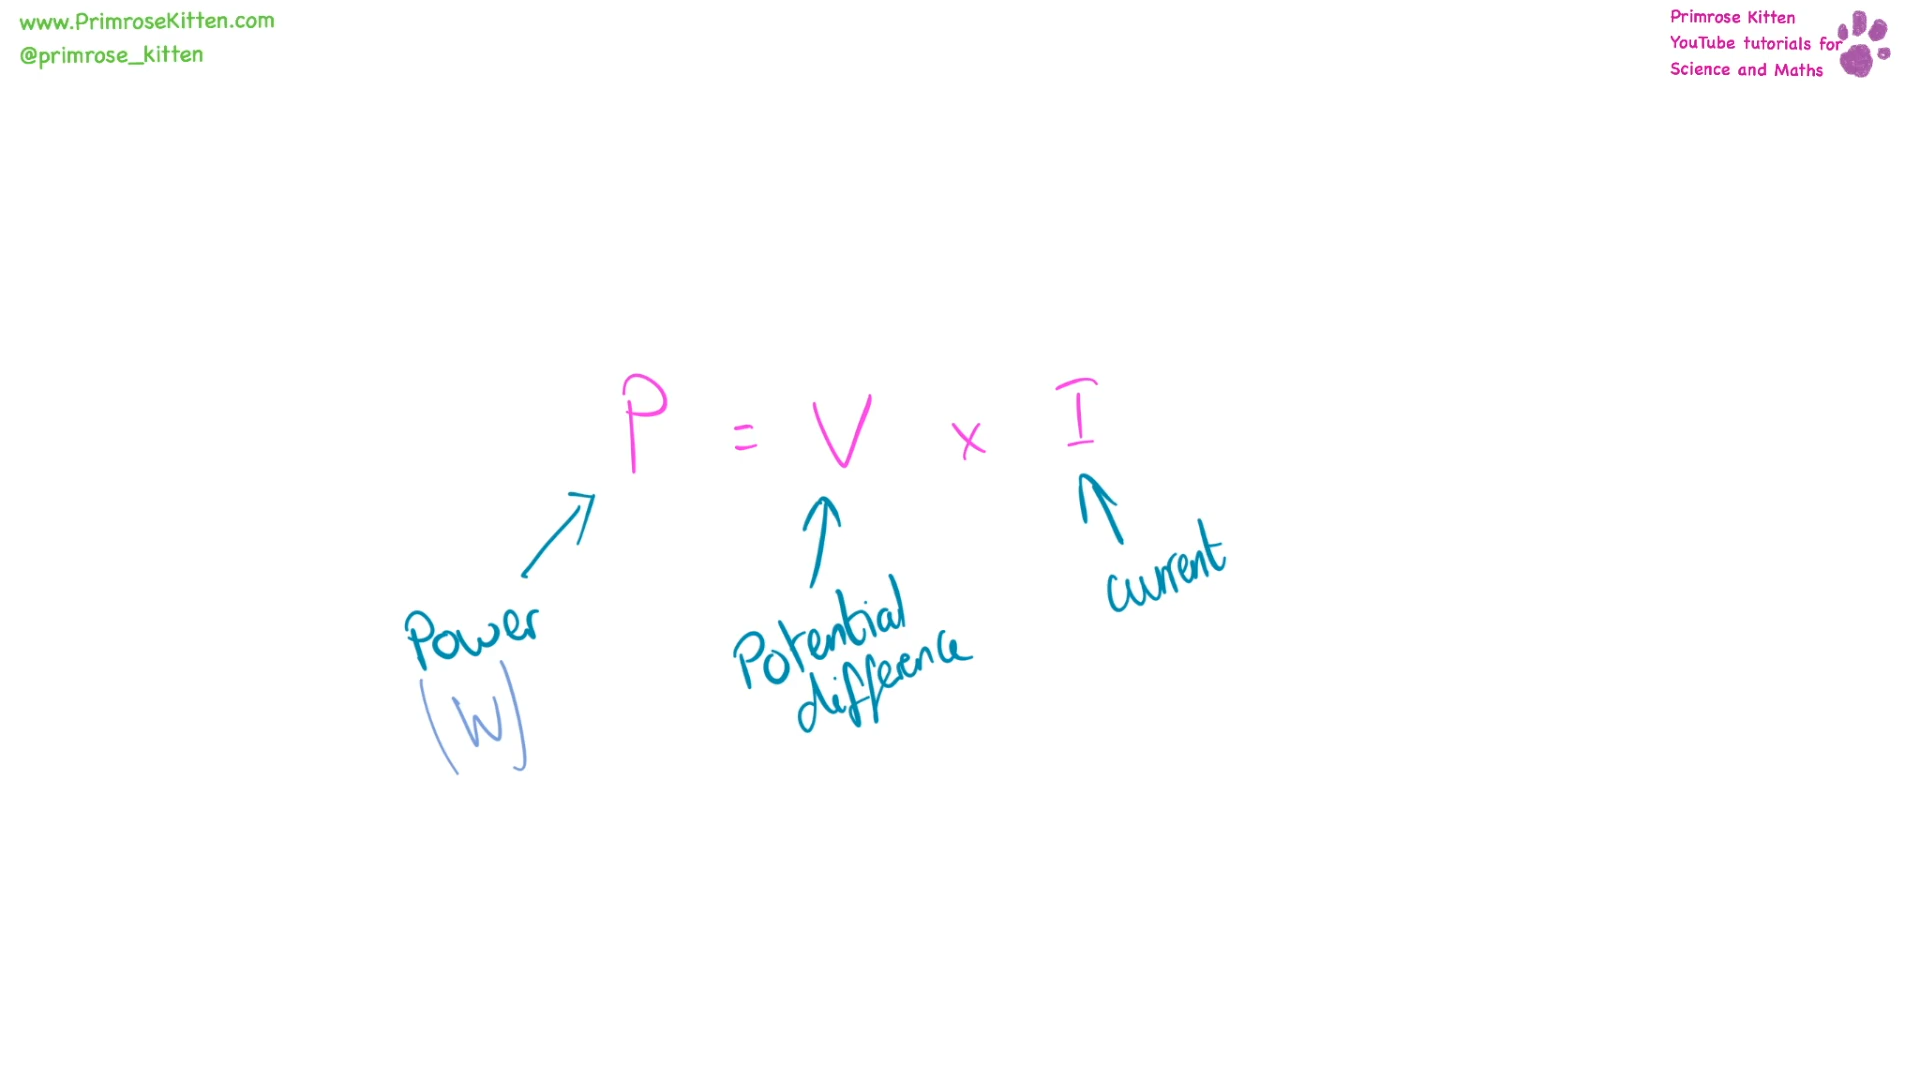 www.PrimroseKitten.com
@primrose_kitten
Primrose Kitten
YouTube tutorials for
Science and Maths
P = V x I
Power
(W)
Potential
difference
current